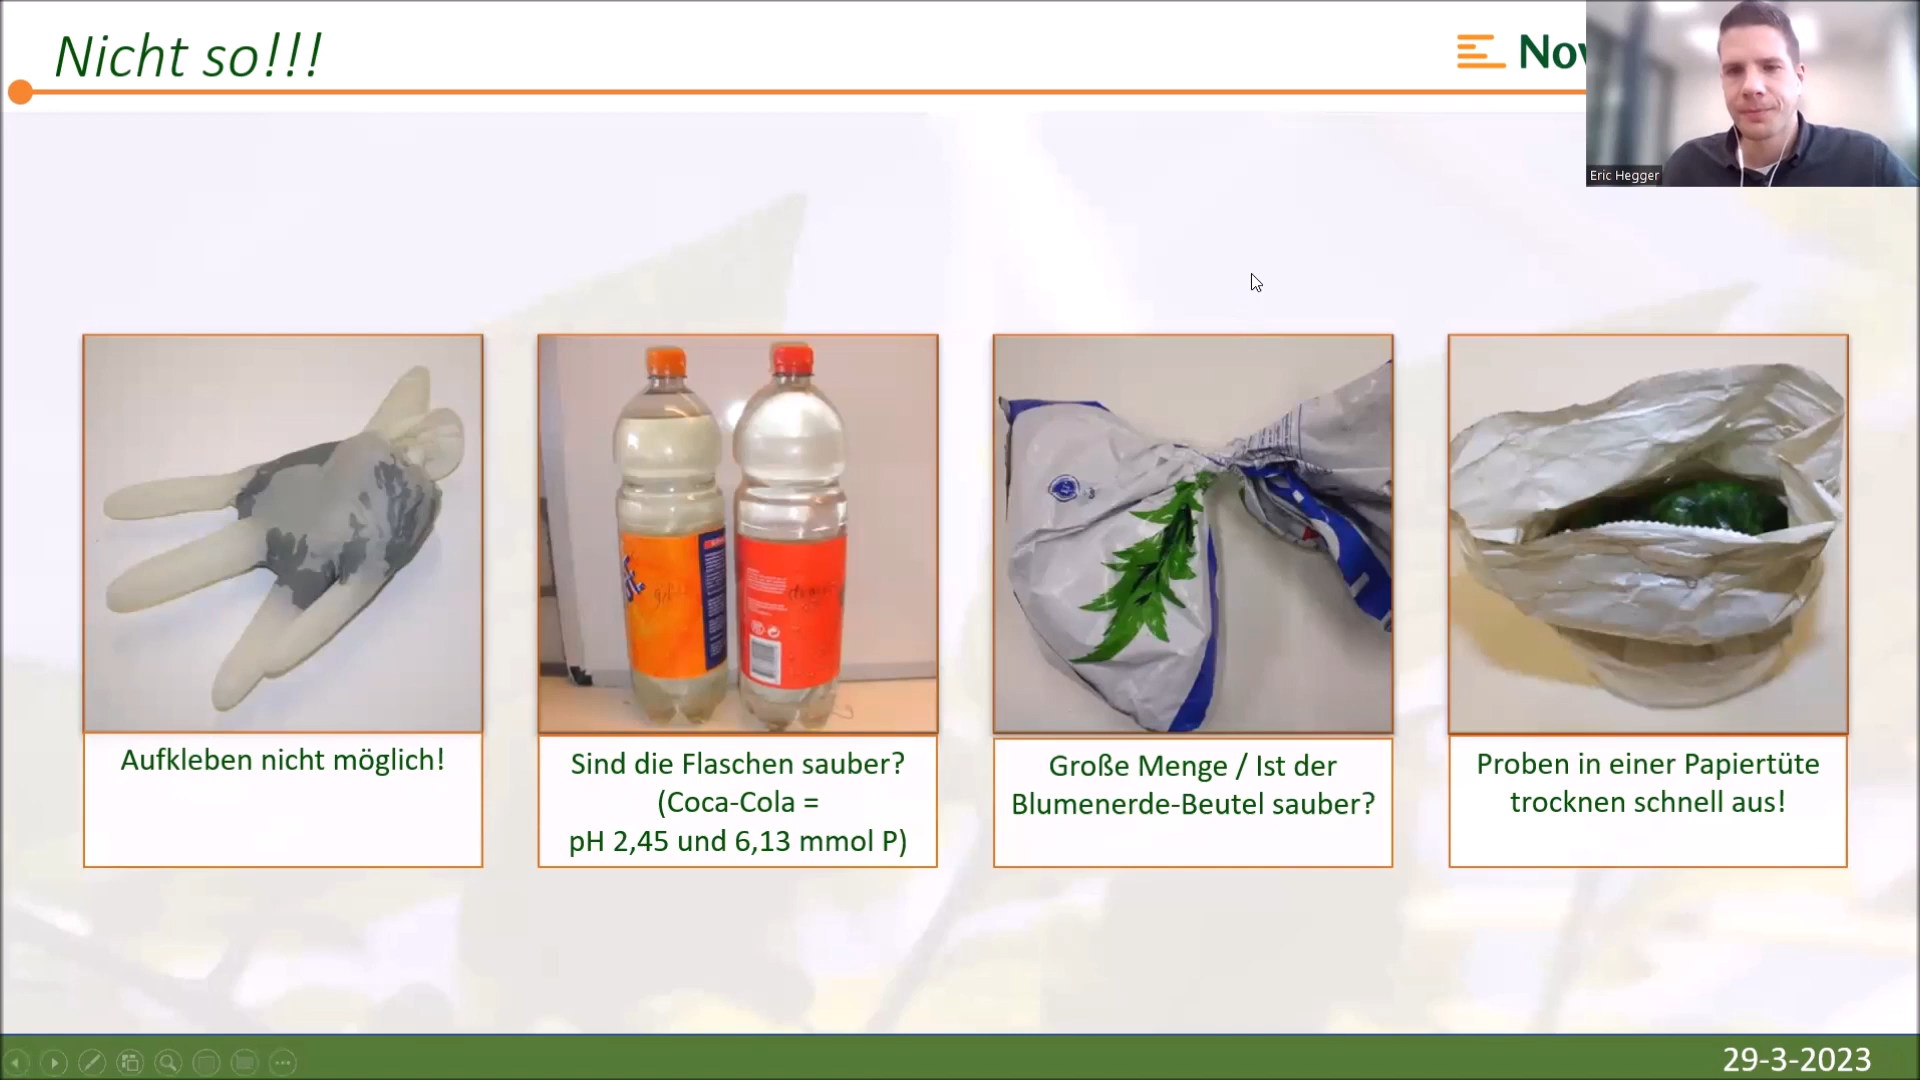 Nicht so!!!
Nov
Eric Hegger
Aufkleben nicht möglich!
Sind die Flaschen sauber?
(Coca-Cola =
pH 2,45 und 6,13 mmol P)
Große Menge / Ist der
Blumenerde-Beutel sauber?
Proben in einer Papiertüte
trocknen schnell aus!
29-3-2023